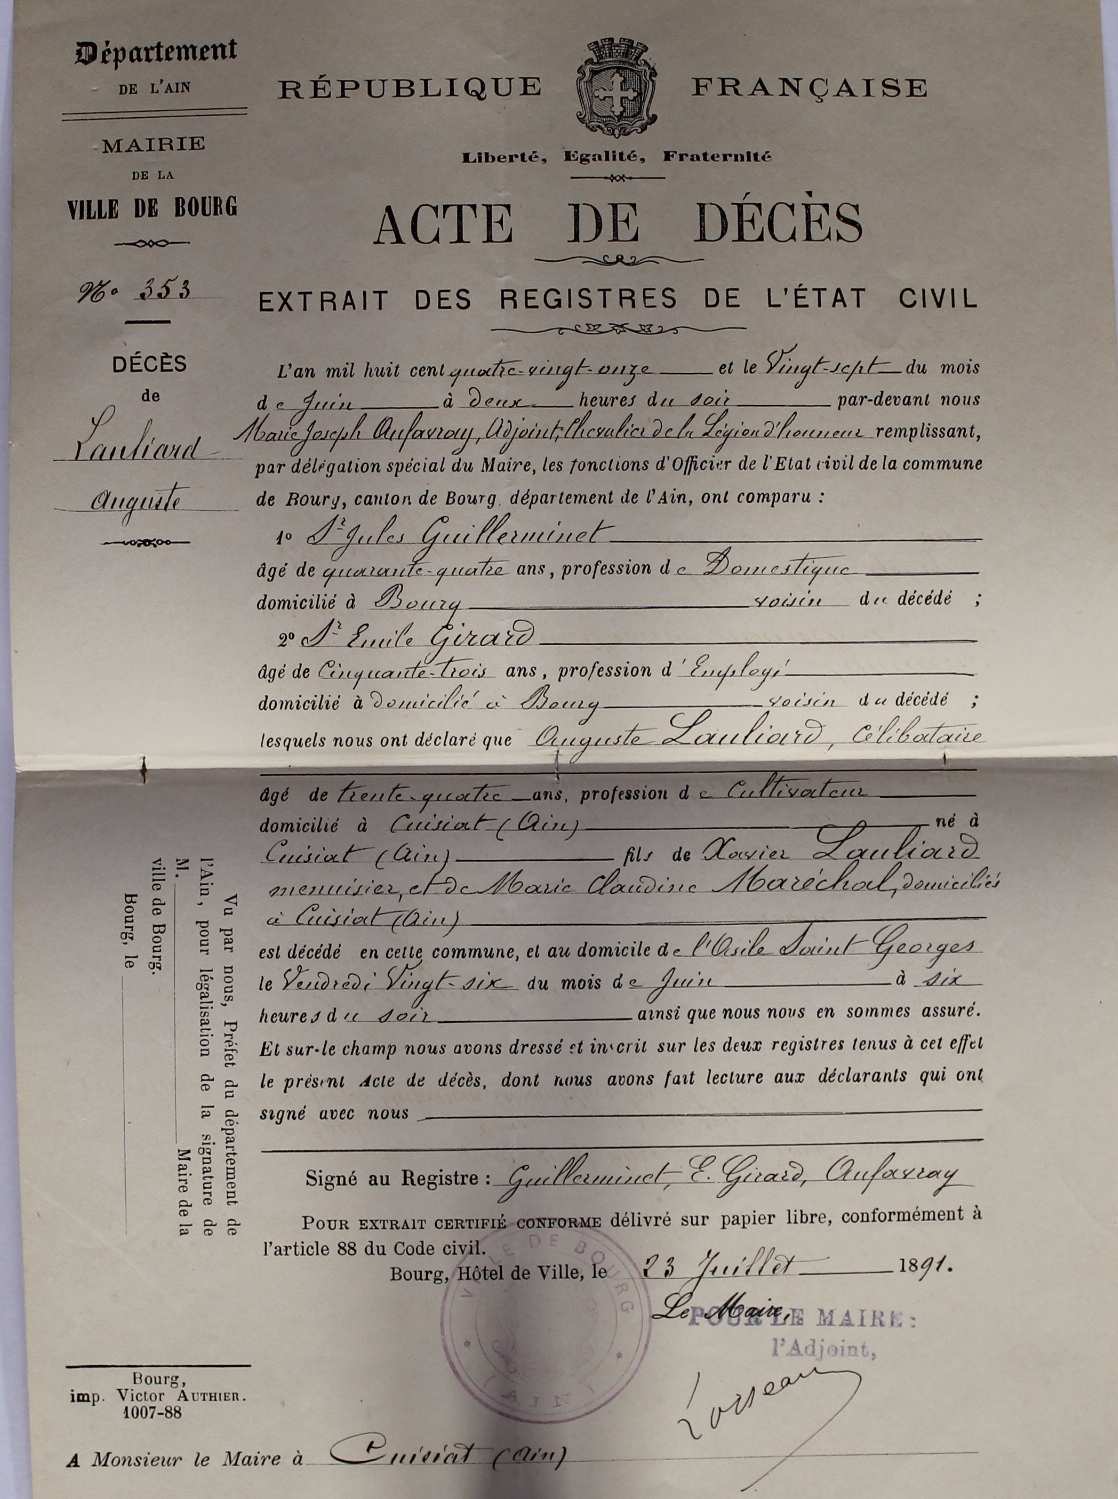 Département
DE L'AIN
MAIRIE
DE LA
VILLE DE BOURG
N° 353
DÉCÈS
de
Lauliard
Auguste
RÉPUBLIQUE FRANÇAISE
Liberté, Egalité, Fraternité
ACTE DE DÉCÈS
EXTRAIT DES REGISTRES DE L'ÉTAT CIVIL
L'an mil huit cent quatre-vingt-onze et le Vingt-sept du mois
de Juin à Deux heures du soir par-devant nous
Marie Joseph Aufavray, Adjoint, Chevalier de la Légion d'honneur remplissant,
par délégation spécial du Maire, les fonctions d'Officier de l'Etat civil de la commune
de Bourg, canton de Bourg, département de l'Ain, ont comparu :
1° Sr Jules Guillerminet
âgé de quarante-quatre ans, profession de Domestique
domicilié à Bourg voisin du décédé ;
2° Sr Emile Girard
âgé de Cinquante-trois ans, profession d'Employé
domicilié à domicilié à Bourg voisin du décédé ;
lesquels nous ont déclaré que Auguste Lauliard, Célibataire
âgé de trente-quatre ans, profession de Cultivateur
domicilié à Cuisiat (Ain) né à
Cuisiat (Ain) fils de Xavier Lauliard
menuisier, et de Marie Claudine Maréchal, domiciliés
à Cuisiat (Ain)
est décédé en cette commune, et au domicile de l'Asile Saint Georges
le Vendredi Vingt-six du mois de Juin à six
heures du soir ainsi que nous nous en sommes assuré.
Et sur-le champ nous avons dressé et inscrit sur les deux registres tenus à cet effet
le présent Acte de décès, dont nous avons fait lecture aux déclarants qui ont
signé avec nous
Signé au Registre : Guillerminet, E. Girard, Aufavray
POUR EXTRAIT CERTIFIÉ CONFORME délivré sur papier libre, conformément à
l'article 88 du Code civil.
Bourg, Hôtel de Ville, le 23 Juillet 1891.
Le Maire,
POUR LE MAIRE:
l'Adjoint,
VILLE DE BOURG
(AIN)
Vu par nous, Préfet du département de
l'Ain, pour légalisation de la signature de
M. Maire de la
ville de Bourg.
Bourg, le
Bourg,
imp. Victor AUTHIER.
1007-88
A Monsieur le Maire à Cuisiat (Ain)